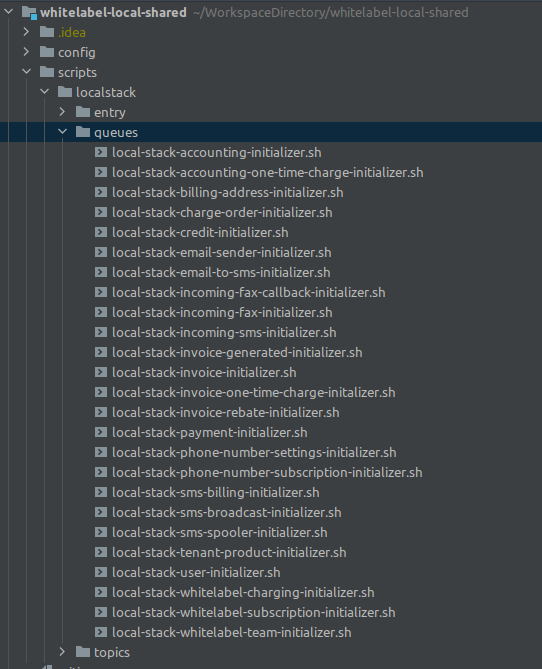 whitelabel-local-shared ~/WorkspaceDirectory/whitelabel-local-shared
.idea
config
scripts
localstack
entry
queues
local-stack-accounting-initializer.sh
local-stack-accounting-one-time-charge-initializer.sh
local-stack-billing-address-initializer.sh
local-stack-charge-order-initializer.sh
local-stack-credit-initializer.sh
local-stack-email-sender-initializer.sh
local-stack-email-to-sms-initializer.sh
local-stack-incoming-fax-callback-initializer.sh
local-stack-incoming-fax-initializer.sh
local-stack-incoming-sms-initializer.sh
local-stack-invoice-generated-initializer.sh
local-stack-invoice-initializer.sh
local-stack-invoice-one-time-charge-initalizer.sh
local-stack-invoice-rebate-initializer.sh
local-stack-payment-initializer.sh
local-stack-phone-number-settings-initializer.sh
local-stack-phone-number-subscription-initializer.sh
local-stack-sms-billing-initializer.sh
local-stack-sms-broadcast-initializer.sh
local-stack-sms-spooler-initializer.sh
local-stack-tenant-product-initializer.sh
local-stack-user-initializer.sh
local-stack-whitelabel-charging-initializer.sh
local-stack-whitelabel-subscription-initializer.sh
local-stack-whitelabel-team-initializer.sh
topics